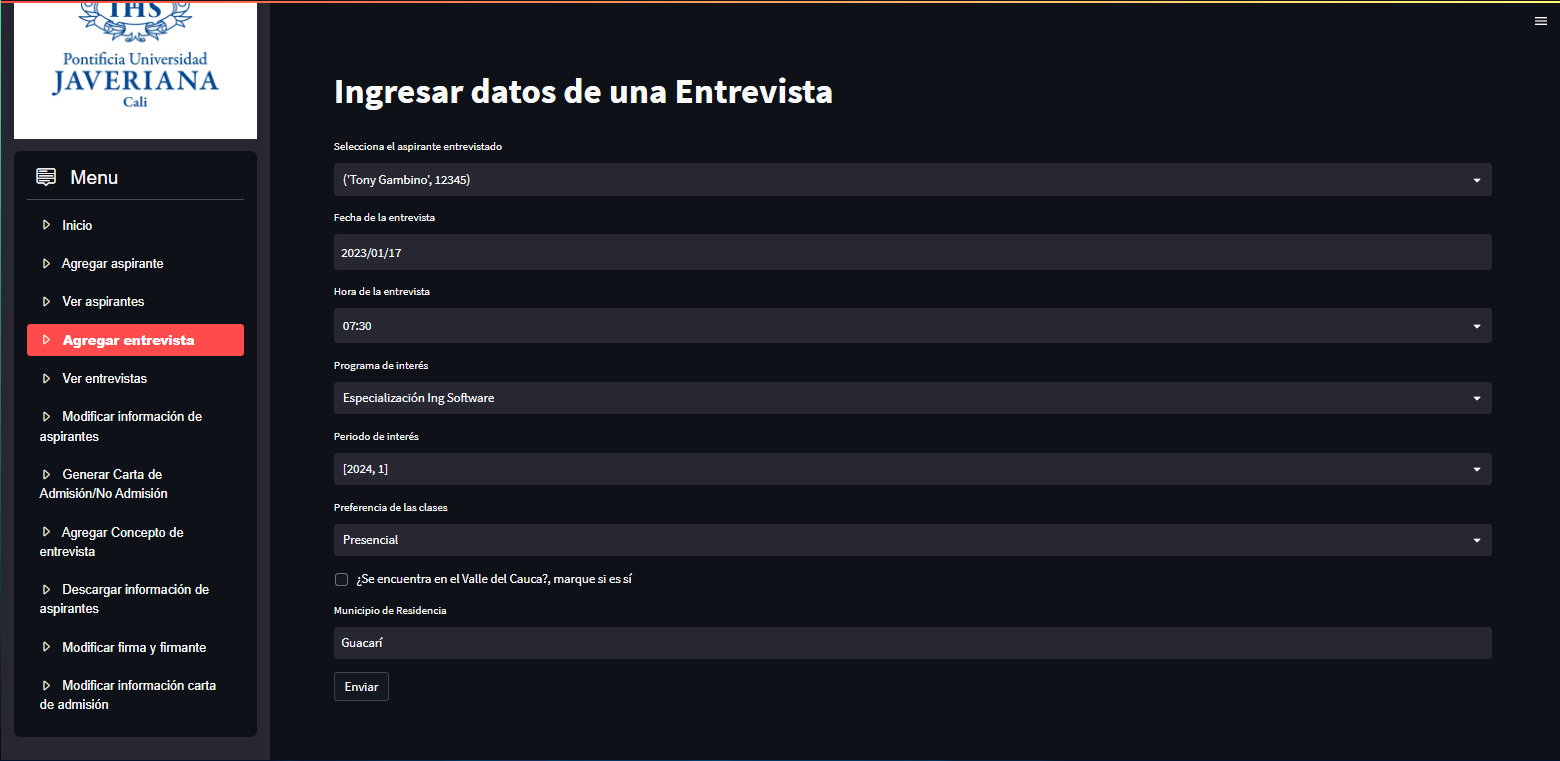 IHS
Pontificia Universidad
JAVERIANA
Cali
Menu
Inicio
Agregar aspirante
Ver aspirantes
Agregar entrevista
Ver entrevistas
Modificar información de
aspirantes
Generar Carta de
Admisión/No Admisión
Agregar Concepto de
entrevista
Descargar información de
aspirantes
Modificar firma y firmante
Modificar información carta
de admisión
Ingresar datos de una Entrevista
Selecciona el aspirante entrevistado
('Tony Gambino', 12345)
Fecha de la entrevista
2023/01/17
Hora de la entrevista
07:30
Programa de interés
Especialización Ing Software
Periodo de interés
[2024, 1]
Preferencia de las clases
Presencial
¿Se encuentra en el Valle del Cauca?, marque si es sí
Municipio de Residencia
Guacarí
Enviar